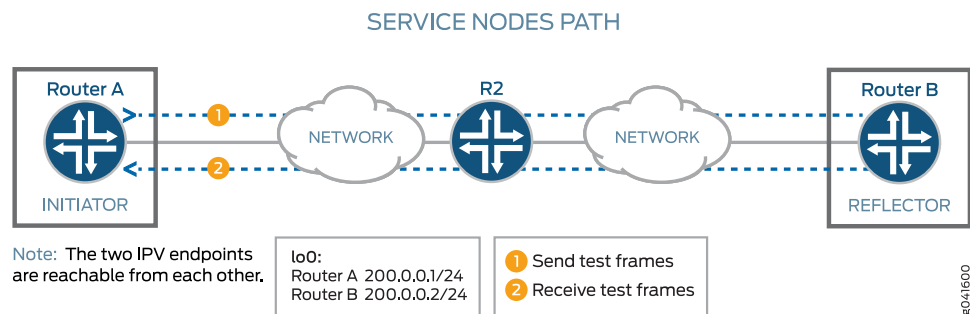 SERVICE NODES PATH
Router A
R2
Router B
1
NETWORK
NETWORK
2
INITIATOR
REFLECTOR
Note: The two IPV endpoints
are reachable from each other.
lo0:
Router A 200.0.0.1/24
Router B 200.0.0.2/24
1 Send test frames
2 Receive test frames
g041600